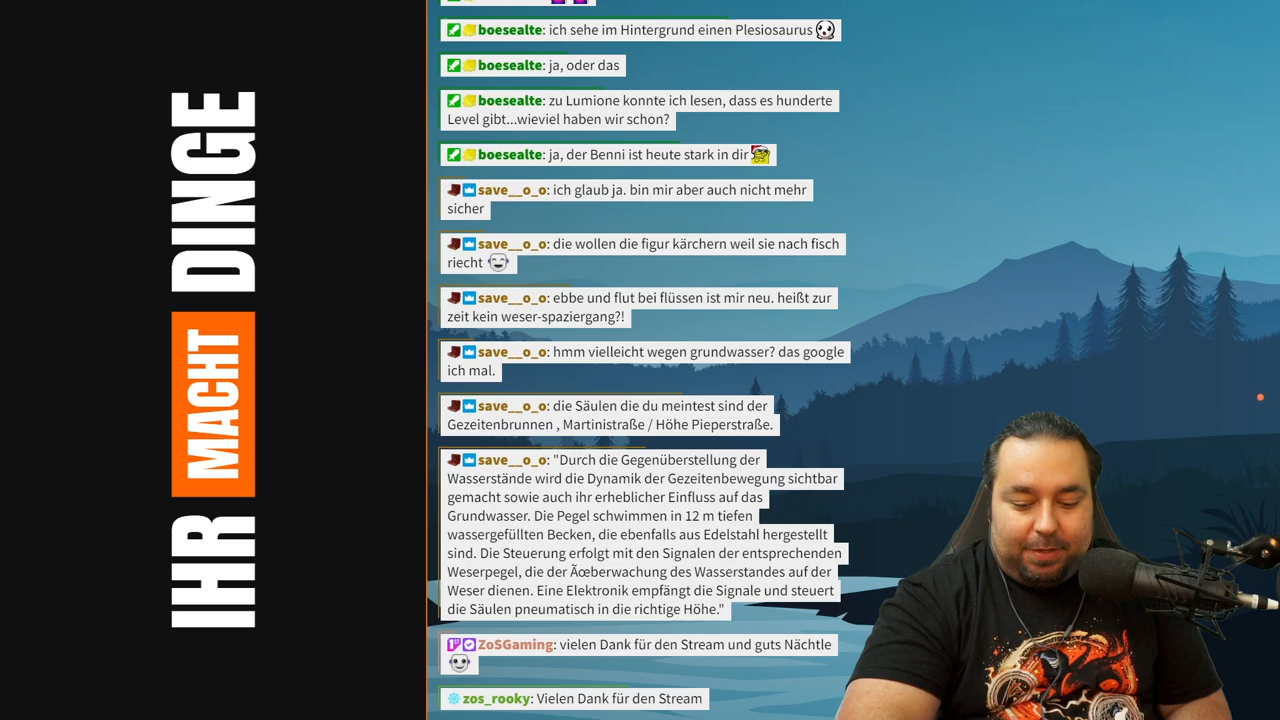 IHR MACHT DINGE
boesealte: ich sehe im Hintergrund einen Plesiosaurus
boesealte: ja, oder das
boesealte: zu Lumione konnte ich lesen, dass es hunderte
Level gibt...wieviel haben wir schon?
boesealte: ja, der Benni ist heute stark in dir
save__o_o: ich glaub ja. bin mir aber auch nicht mehr
sicher
save__o_o: die wollen die figur kärchern weil sie nach fisch
riecht
save__o_o: ebbe und flut bei flüssen ist mir neu. heißt zur
zeit kein weser-spaziergang?!
save__o_o: hmm vielleicht wegen grundwasser? das google
ich mal.
save__o_o: die Säulen die du meintest sind der
Gezeitenbrunnen , Martinistraße / Höhe Pieperstraße.
save__o_o: "Durch die Gegenüberstellung der
Wasserstände wird die Dynamik der Gezeitenbewegung sichtbar
gemacht sowie auch ihr erheblicher Einfluss auf das
Grundwasser. Die Pegel schwimmen in 12 m tiefen
wassergefüllten Becken, die ebenfalls aus Edelstahl hergestellt
sind. Die Steuerung erfolgt mit den Signalen der entsprechenden
Weserpegel, die der Ãœberwachung des Wasserstandes auf der
Weser dienen. Eine Elektronik empfängt die Signale und steuert
die Säulen pneumatisch in die richtige Höhe."
ZoSGaming: vielen Dank für den Stream und guts Nächtle
zos_rooky: Vielen Dank für den Stream